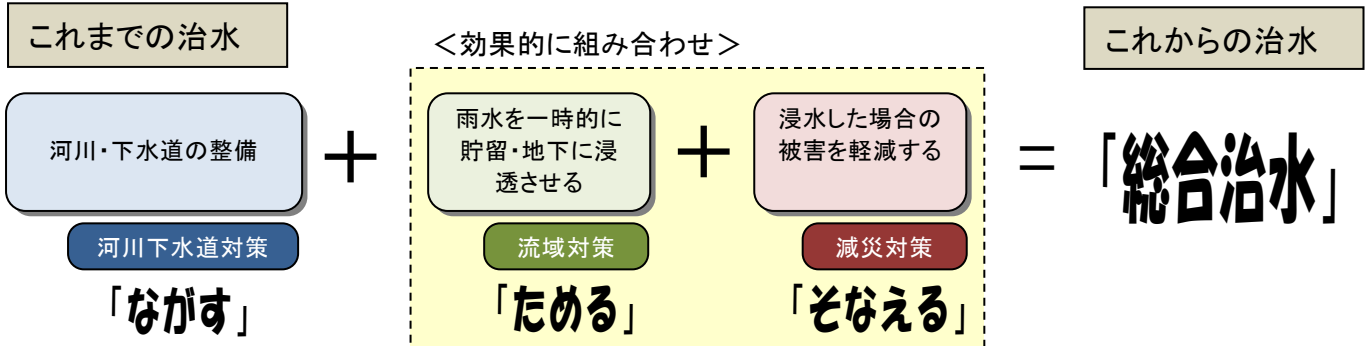 これまでの治水
<効果的に組み合わせ>
これからの治水
河川・下水道の整備
+
雨水を一時的に
貯留・地下に浸
透させる
+
浸水した場合の
被害を軽減する
=
「総合治水」
河川下水道対策
流域対策
減災対策
「ながす」
「ためる」
「そなえる」